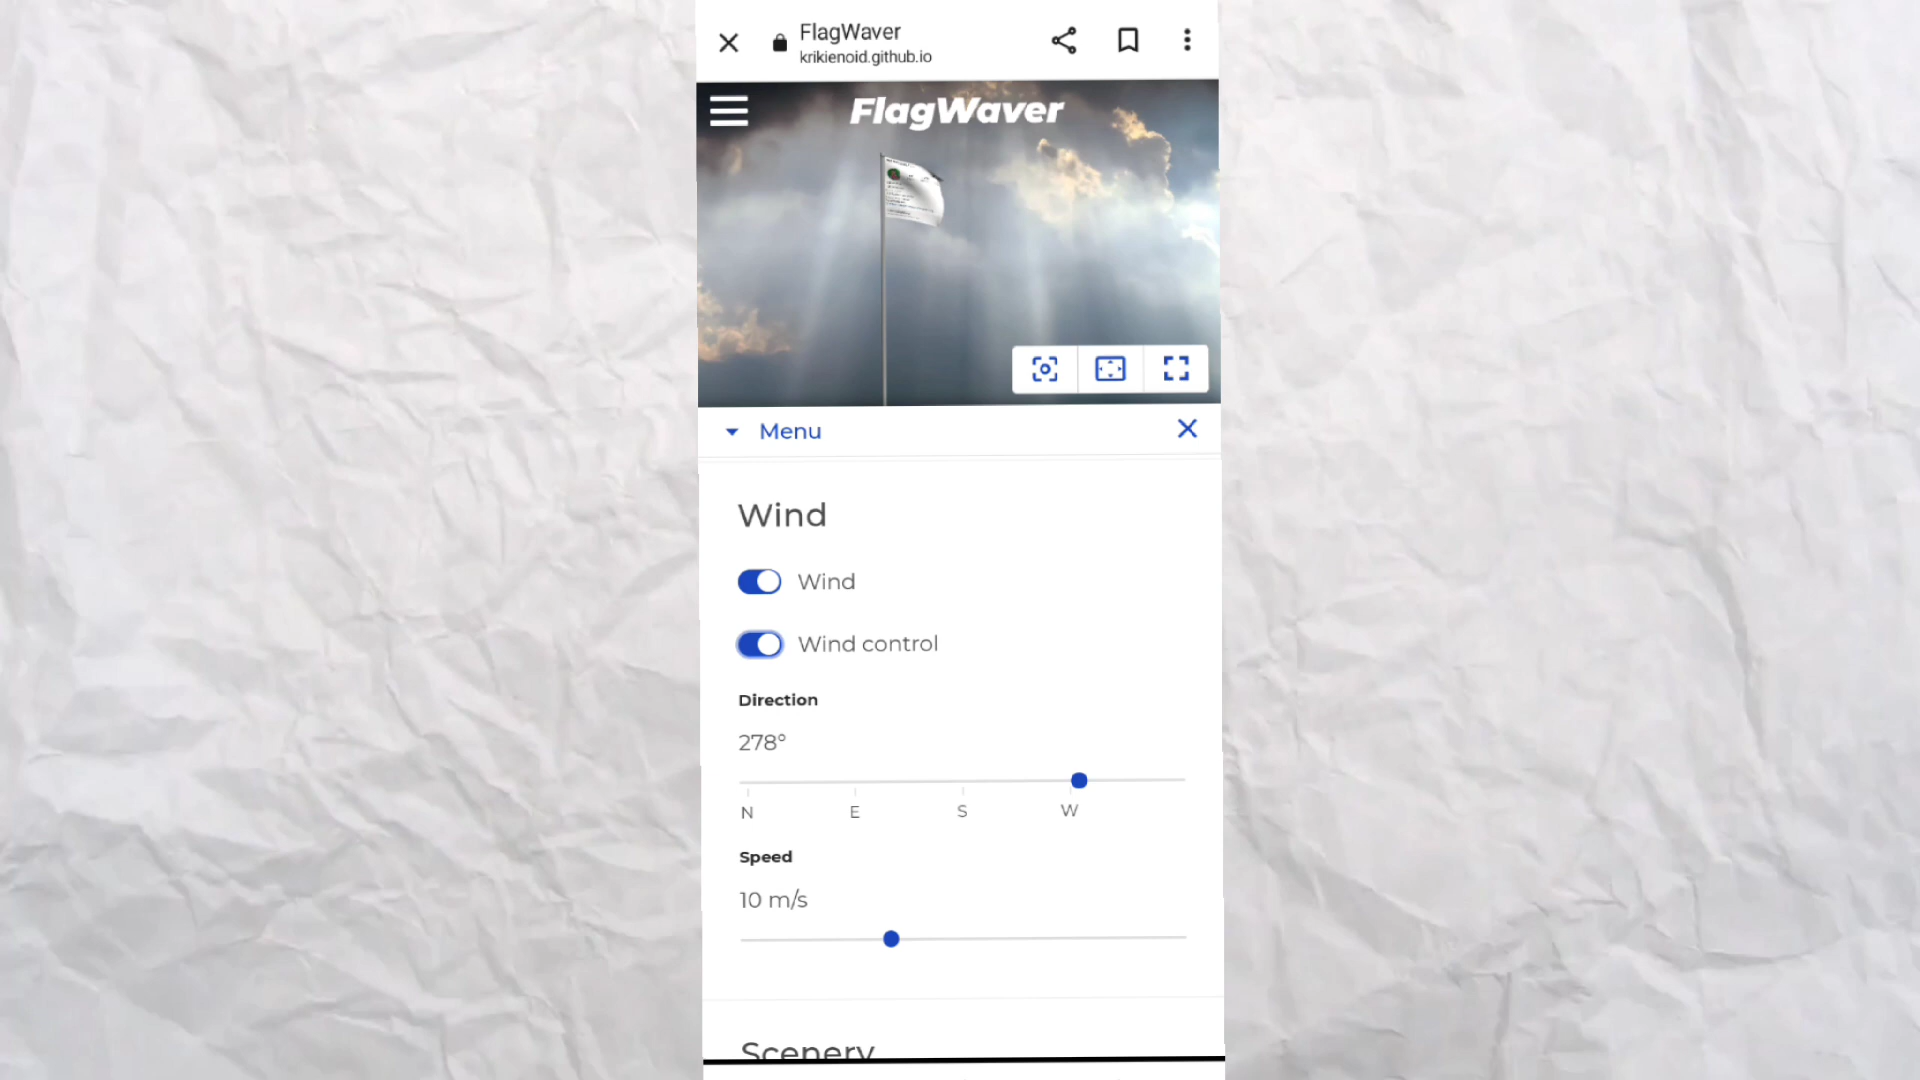 FlagWaver
krikienoid.github.io
FlagWaver
Menu
Wind
Wind
Wind control
Direction
278°
N E S W
Speed
10 m/s
Scenery